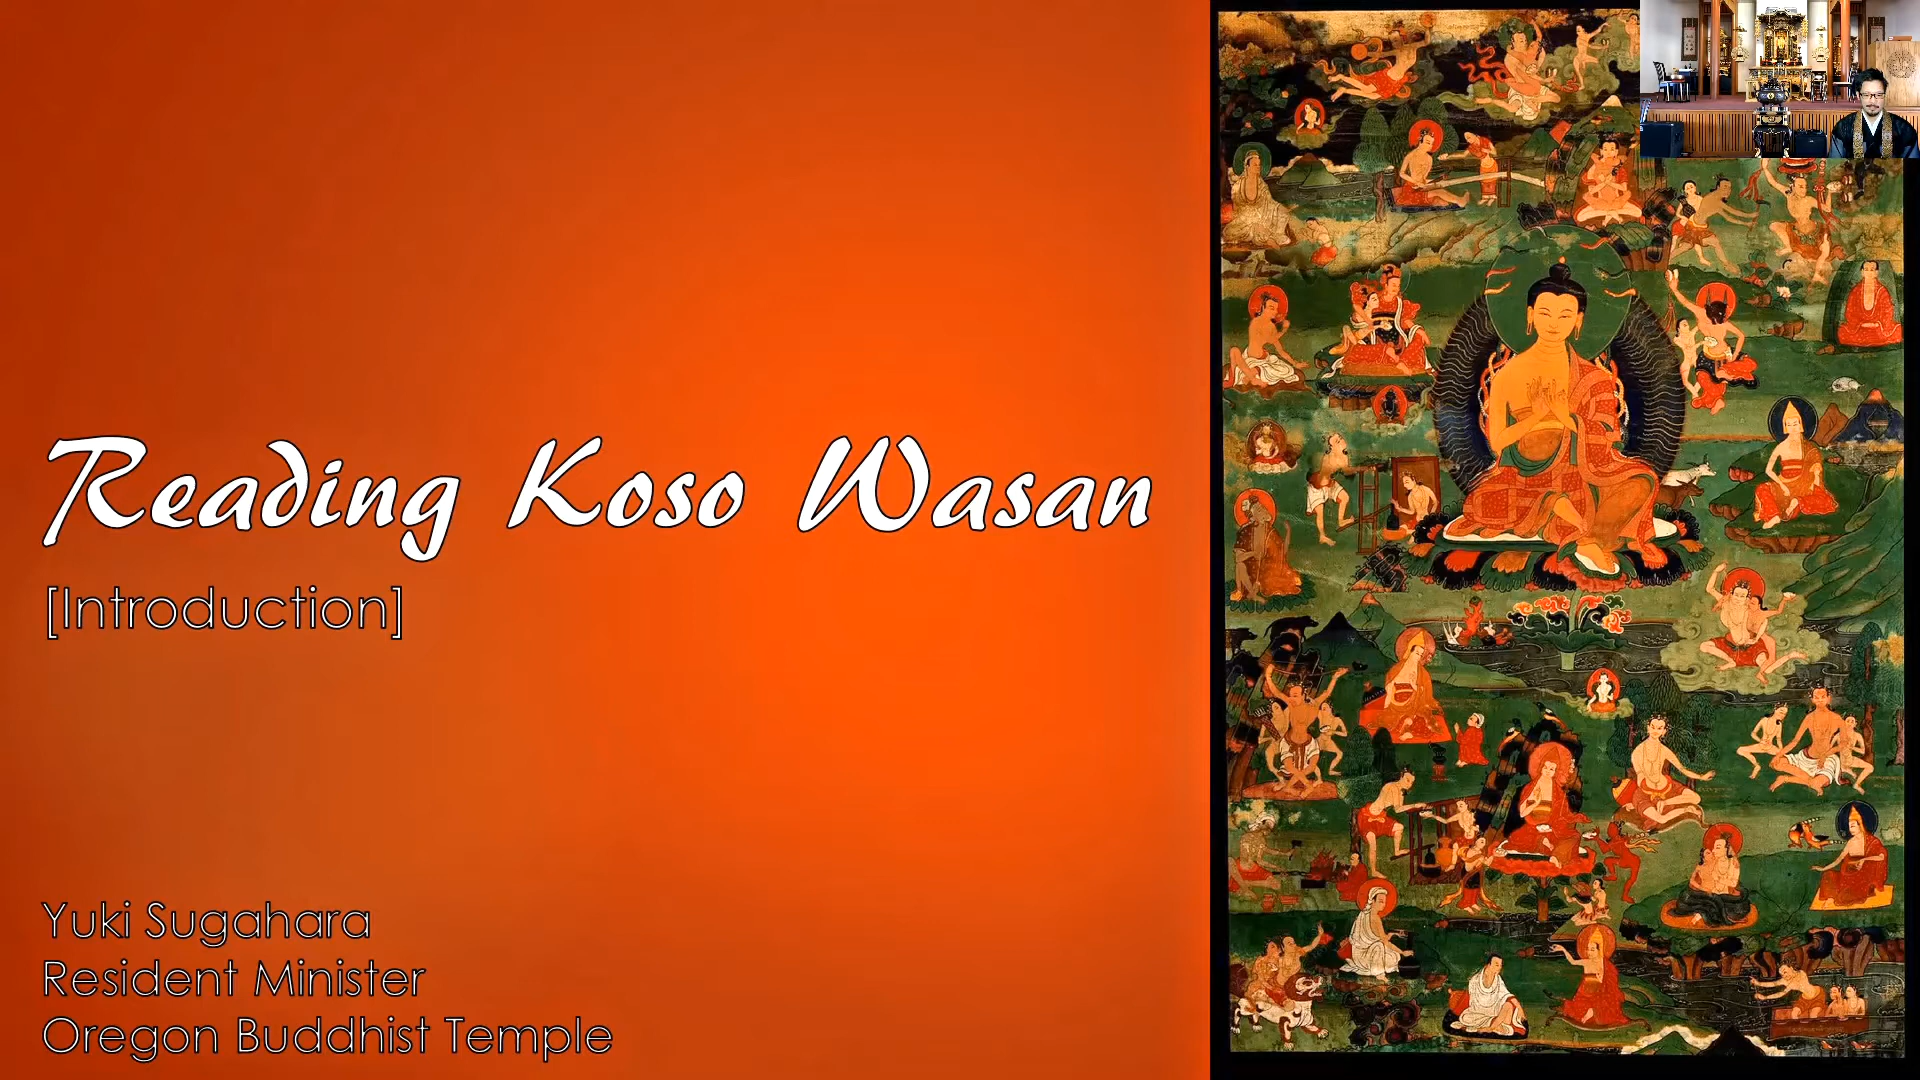 Reading Koso Wasan
[Introduction]
Yuki Sugahara
Resident Minister
Oregon Buddhist Temple